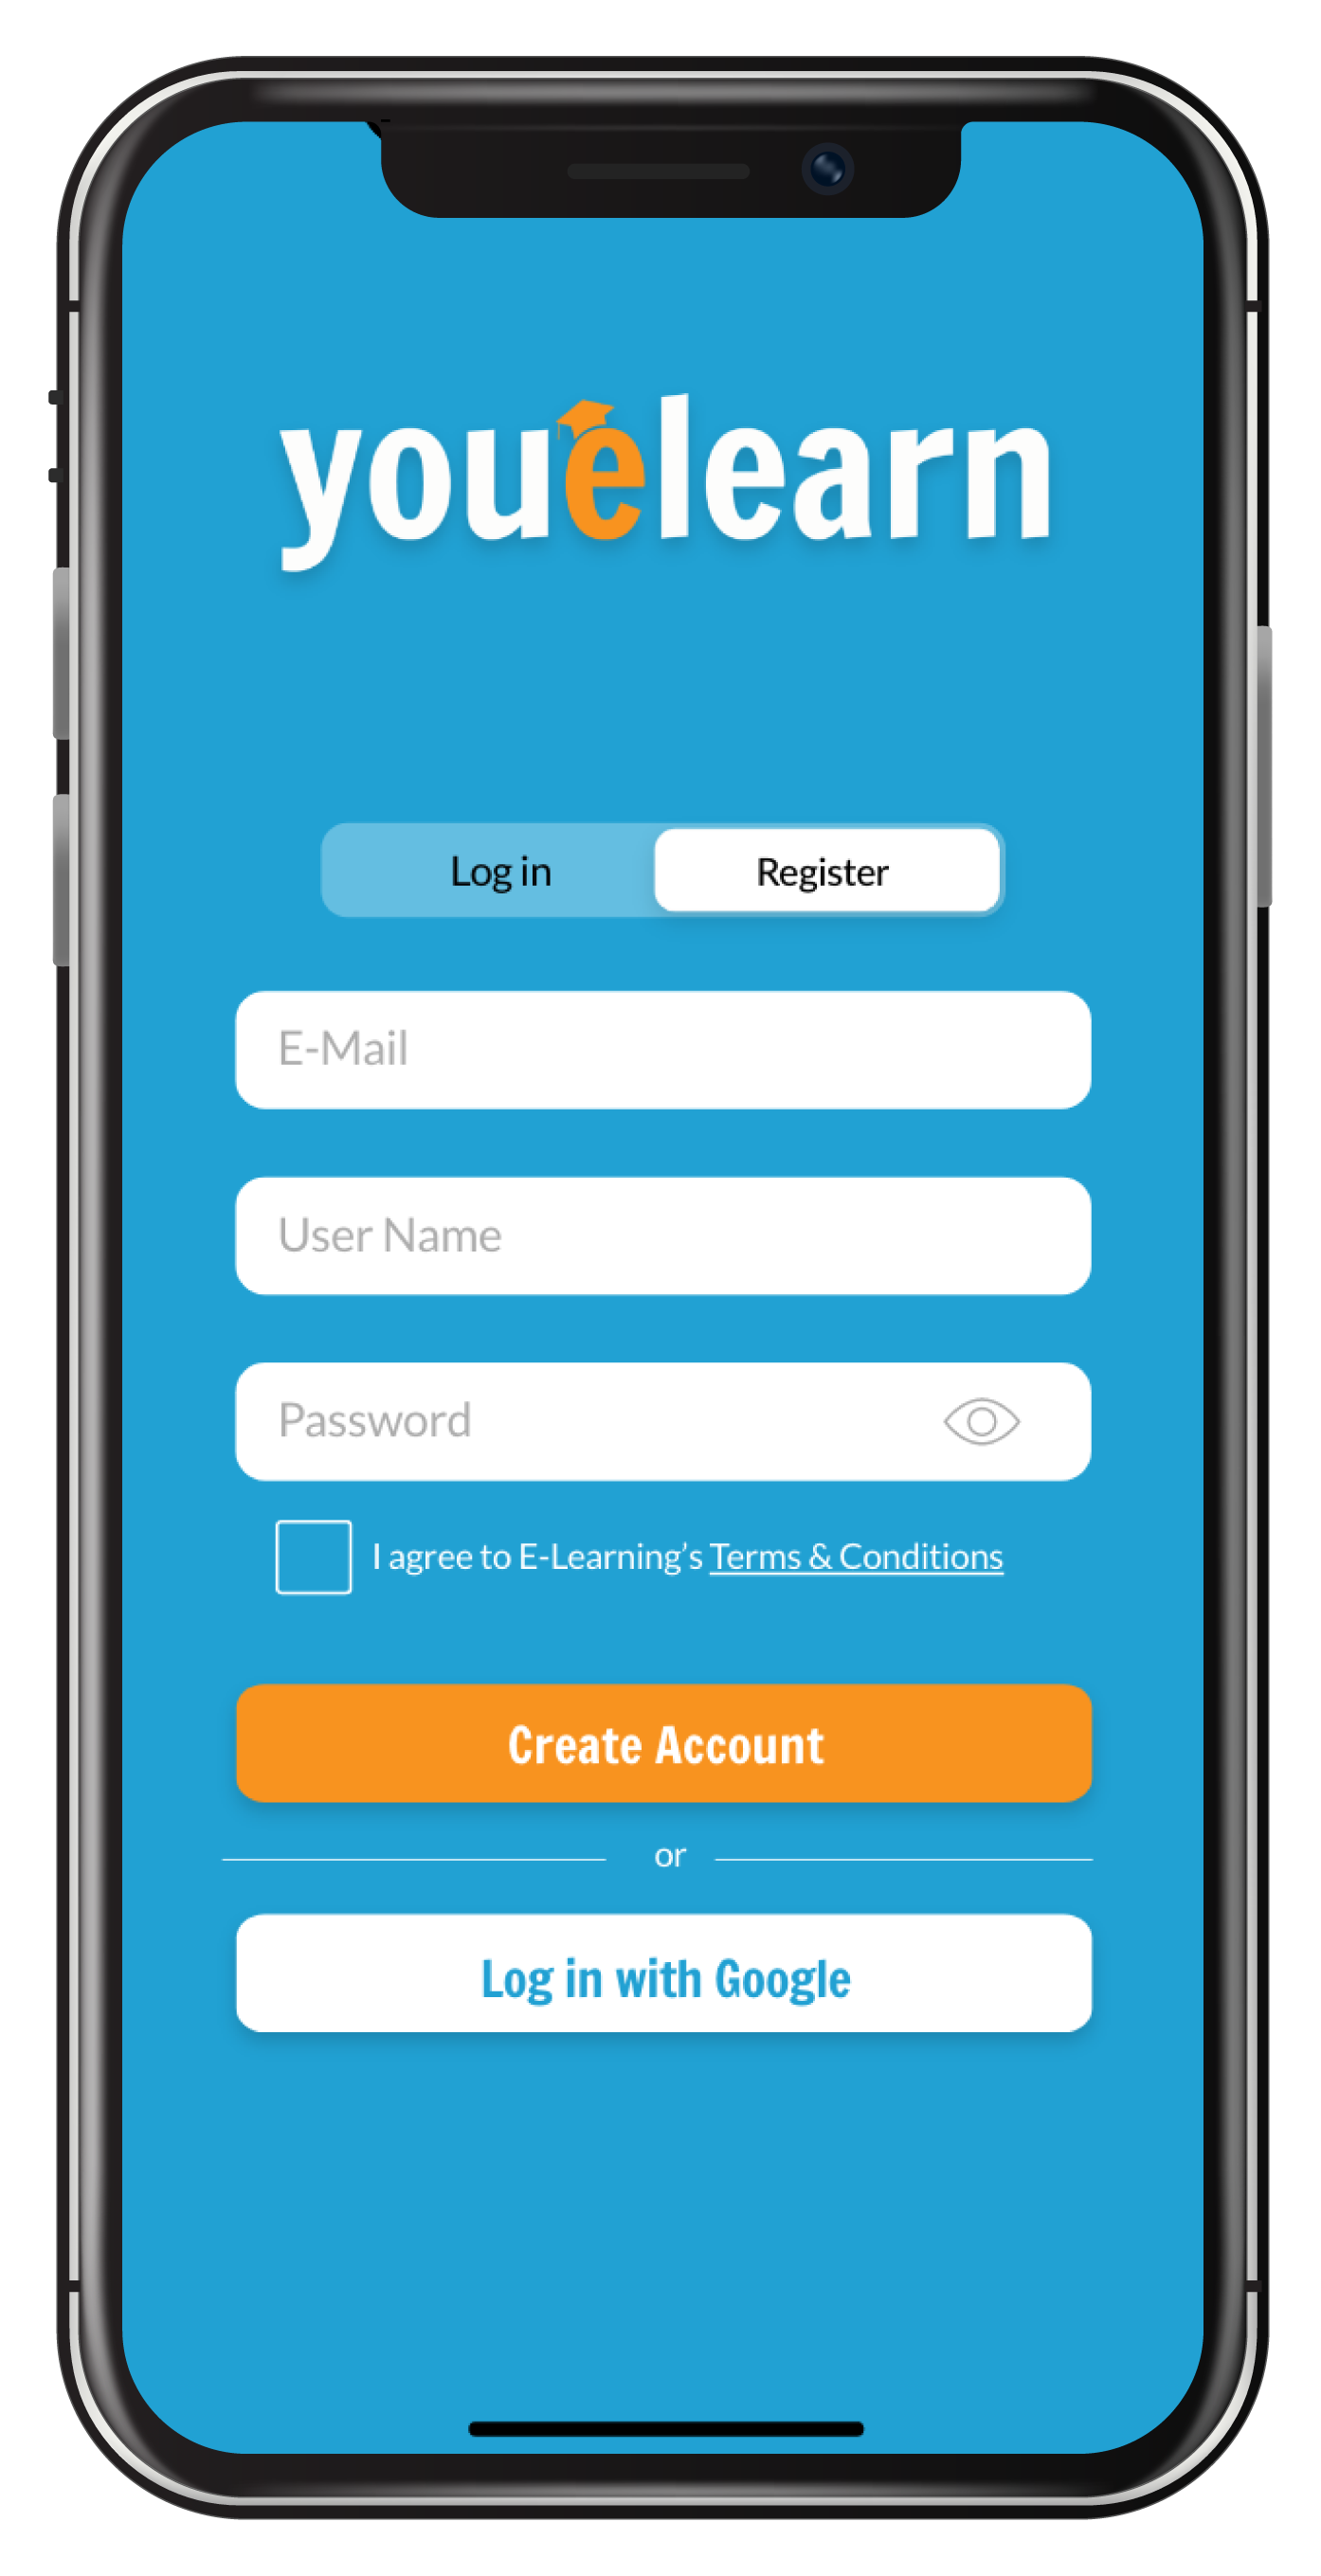 youelearn
Log in
Register
E-Mail
User Name
Password
I agree to E-Learning’s Terms & Conditions
Create Account
or
Log in with Google